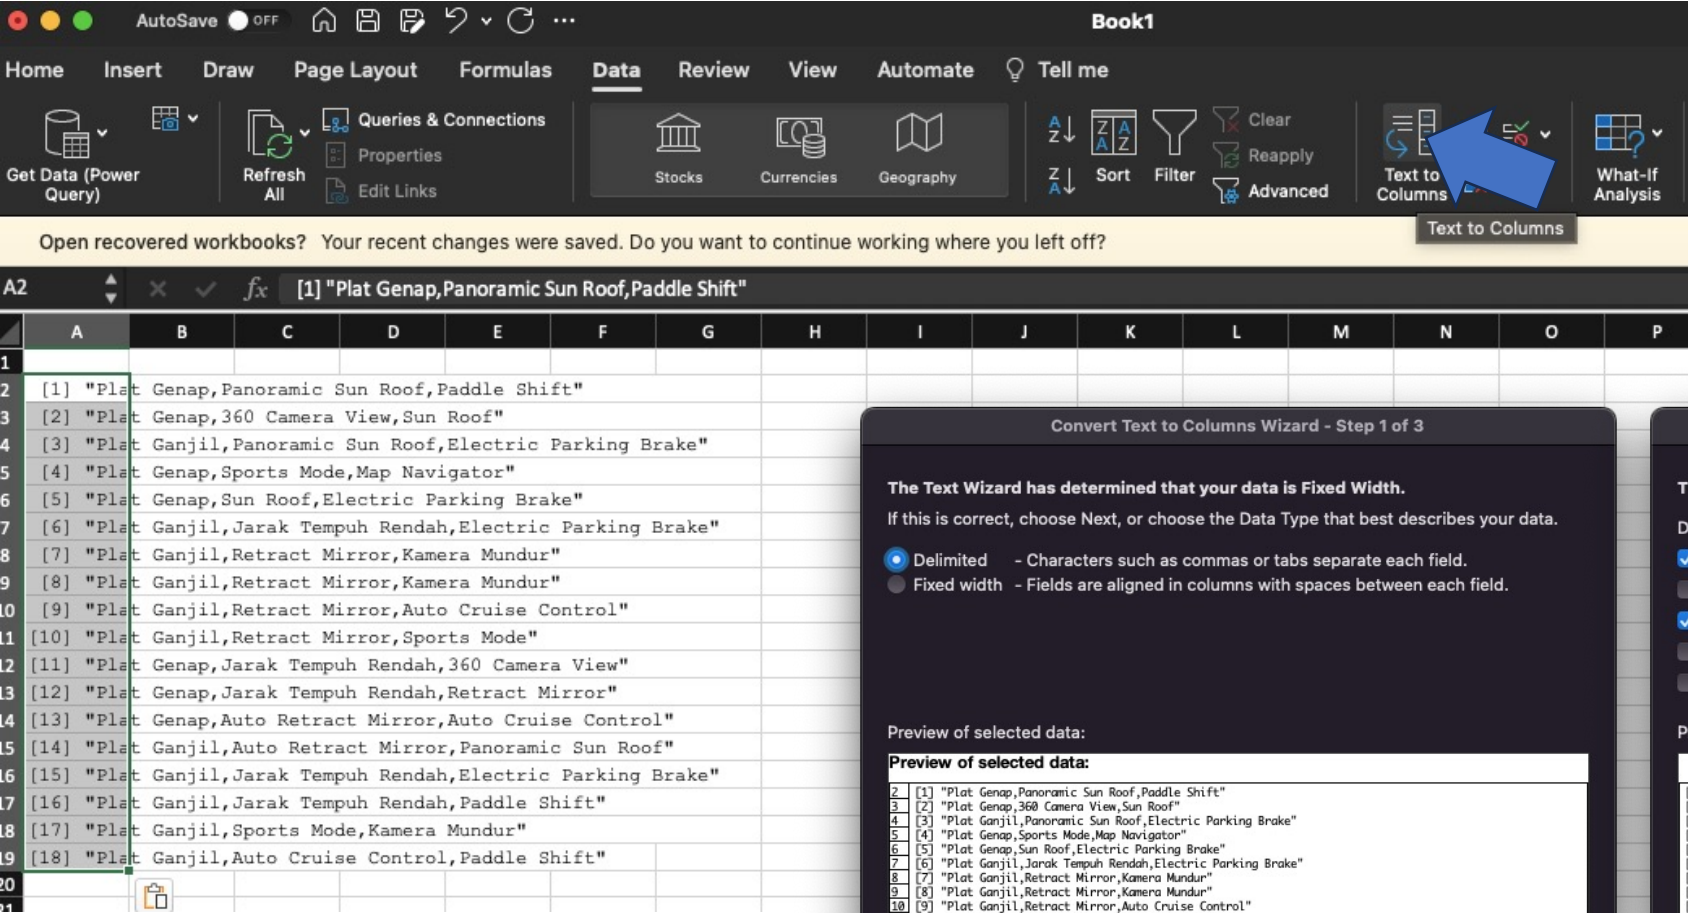 AutoSave OFF
Book1
Home Insert Draw Page Layout Formulas Data Review View Automate Tell me
Get Data (Power Query)
Refresh All
Queries & Connections
Properties
Edit Links
Stocks
Currencies
Geography
A
Z
Z
A
Z A
A Z
Sort
Filter
Clear
Reapply
Advanced
Text to
Columns
What-If
Analysis
Text to Columns
Open recovered workbooks? Your recent changes were saved. Do you want to continue working where you left off?
A2 fx [1] "Plat Genap,Panoramic Sun Roof,Paddle Shift"
A B C D E F G H I J K L M N O P
1
2 [1] "Plat Genap,Panoramic Sun Roof,Paddle Shift"
3 [2] "Plat Genap,360 Camera View,Sun Roof"
4 [3] "Plat Ganjil,Panoramic Sun Roof,Electric Parking Brake"
5 [4] "Plat Genap,Sports Mode,Map Navigator"
6 [5] "Plat Genap,Sun Roof,Electric Parking Brake"
7 [6] "Plat Ganjil,Jarak Tempuh Rendah,Electric Parking Brake"
8 [7] "Plat Ganjil,Retract Mirror,Kamera Mundur"
9 [8] "Plat Ganjil,Retract Mirror,Kamera Mundur"
10 [9] "Plat Ganjil,Retract Mirror,Auto Cruise Control"
11 [10] "Plat Ganjil,Retract Mirror,Sports Mode"
12 [11] "Plat Genap,Jarak Tempuh Rendah,360 Camera View"
13 [12] "Plat Genap,Jarak Tempuh Rendah,Retract Mirror"
14 [13] "Plat Genap,Auto Retract Mirror,Auto Cruise Control"
15 [14] "Plat Ganjil,Auto Retract Mirror,Panoramic Sun Roof"
16 [15] "Plat Ganjil,Jarak Tempuh Rendah,Electric Parking Brake"
17 [16] "Plat Ganjil,Jarak Tempuh Rendah,Paddle Shift"
18 [17] "Plat Ganjil,Sports Mode,Kamera Mundur"
19 [18] "Plat Ganjil,Auto Cruise Control,Paddle Shift"
20
21
Convert Text to Columns Wizard - Step 1 of 3
The Text Wizard has determined that your data is Fixed Width.
If this is correct, choose Next, or choose the Data Type that best describes your data.
Delimited - Characters such as commas or tabs separate each field.
Fixed width - Fields are aligned in columns with spaces between each field.
Preview of selected data:
Preview of selected data:
2 [1] "Plat Genap,Panoramic Sun Roof,Paddle Shift"
3 [2] "Plat Genap,360 Camera View,Sun Roof"
4 [3] "Plat Ganjil,Panoramic Sun Roof,Electric Parking Brake"
5 [4] "Plat Genap,Sports Mode,Map Navigator"
6 [5] "Plat Genap,Sun Roof,Electric Parking Brake"
7 [6] "Plat Ganjil,Jarak Tempuh Rendah,Electric Parking Brake"
8 [7] "Plat Ganjil,Retract Mirror,Kamera Mundur"
9 [8] "Plat Ganjil,Retract Mirror,Kamera Mundur"
10 [9] "Plat Ganjil,Retract Mirror,Auto Cruise Control"
T
D
P